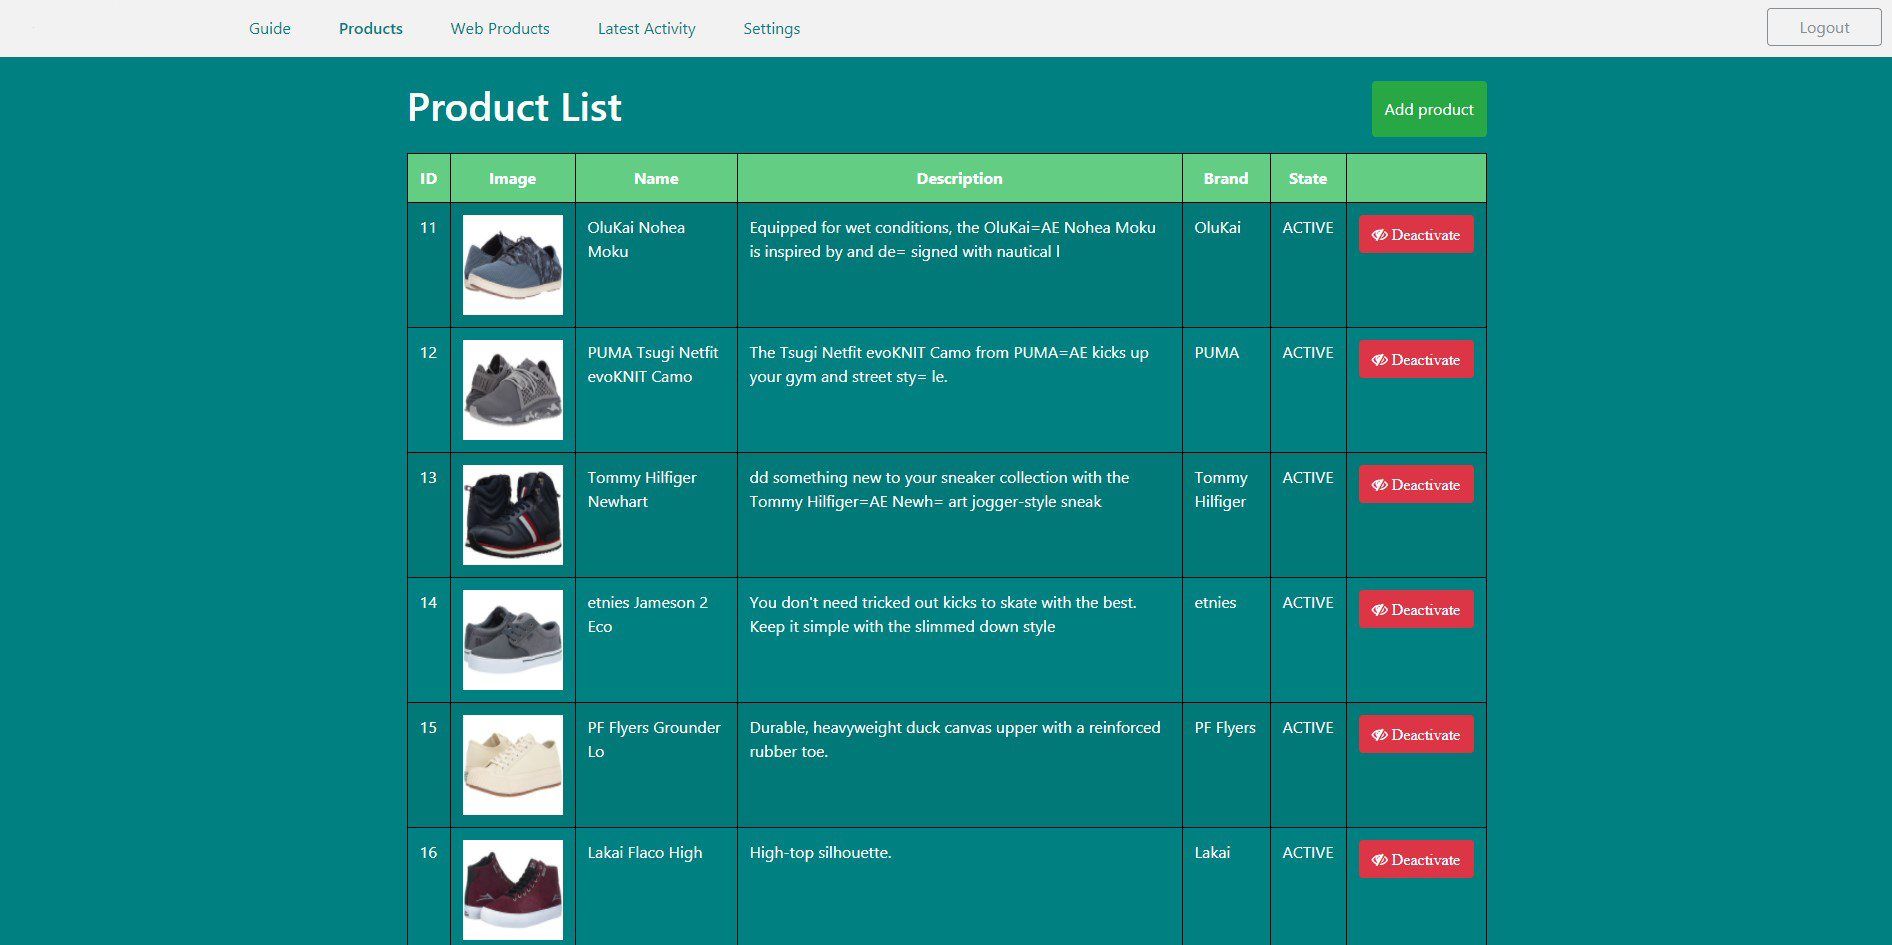 Guide Products Web Products Latest Activity Settings Logout
Product List
Add product
ID Image Name Description Brand State
11 OluKai Nohea Equipped for wet conditions, the OluKai=AE Nohea Moku OluKai ACTIVE Deactivate
Moku is inspired by and de= signed with nautical l
12 PUMA Tsugi Netfit The Tsugi Netfit evoKNIT Camo from PUMA=AE kicks up PUMA ACTIVE Deactivate
evoKNIT Camo your gym and street sty= le.
13 Tommy Hilfiger dd something new to your sneaker collection with the Tommy ACTIVE Deactivate
Newhart Tommy Hilfiger=AE Newh= art jogger-style sneak Hilfiger
14 etnies Jameson 2 You don't need tricked out kicks to skate with the best. etnies ACTIVE Deactivate
Eco Keep it simple with the slimmed down style
15 PF Flyers Grounder Durable, heavyweight duck canvas upper with a reinforced PF Flyers ACTIVE Deactivate
Lo rubber toe.
16 Lakai Flaco High High-top silhouette. Lakai ACTIVE Deactivate